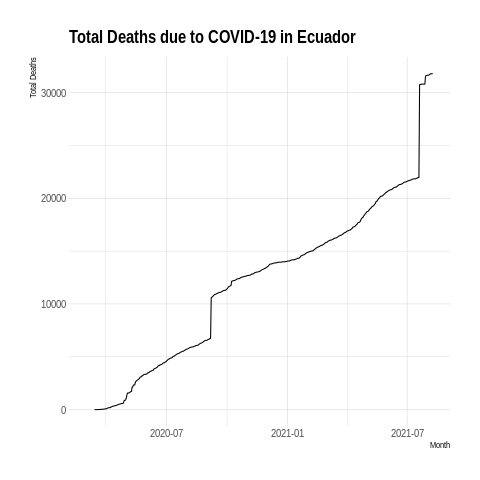 Total Deaths due to COVID-19 in Ecuador
Total Deaths
30000
20000
10000
0
2020-07
2021-01
2021-07
Month